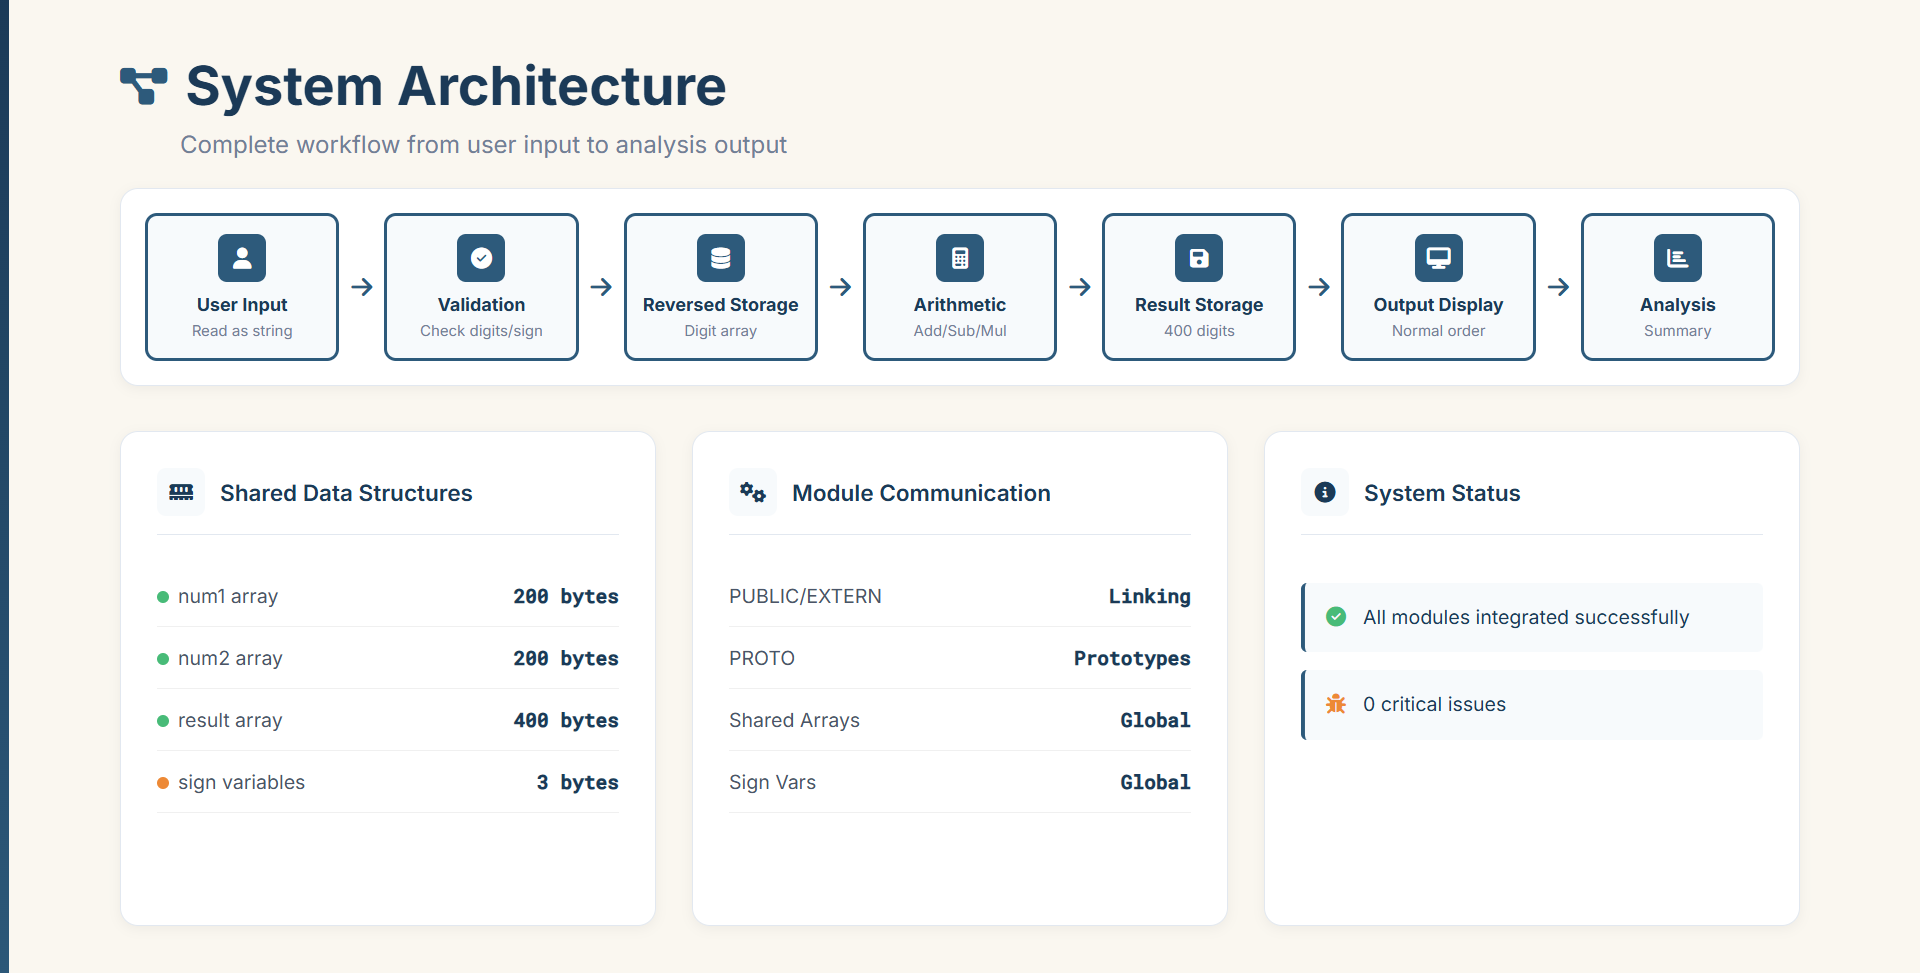 System Architecture
Complete workflow from user input to analysis output
User Input
Read as string
Validation
Check digits/sign
Reversed Storage
Digit array
Arithmetic
Add/Sub/Mul
Result Storage
400 digits
Output Display
Normal order
Analysis
Summary
Shared Data Structures
num1 array 200 bytes
num2 array 200 bytes
result array 400 bytes
sign variables 3 bytes
Module Communication
PUBLIC/EXTERN Linking
PROTO Prototypes
Shared Arrays Global
Sign Vars Global
System Status
All modules integrated successfully
0 critical issues